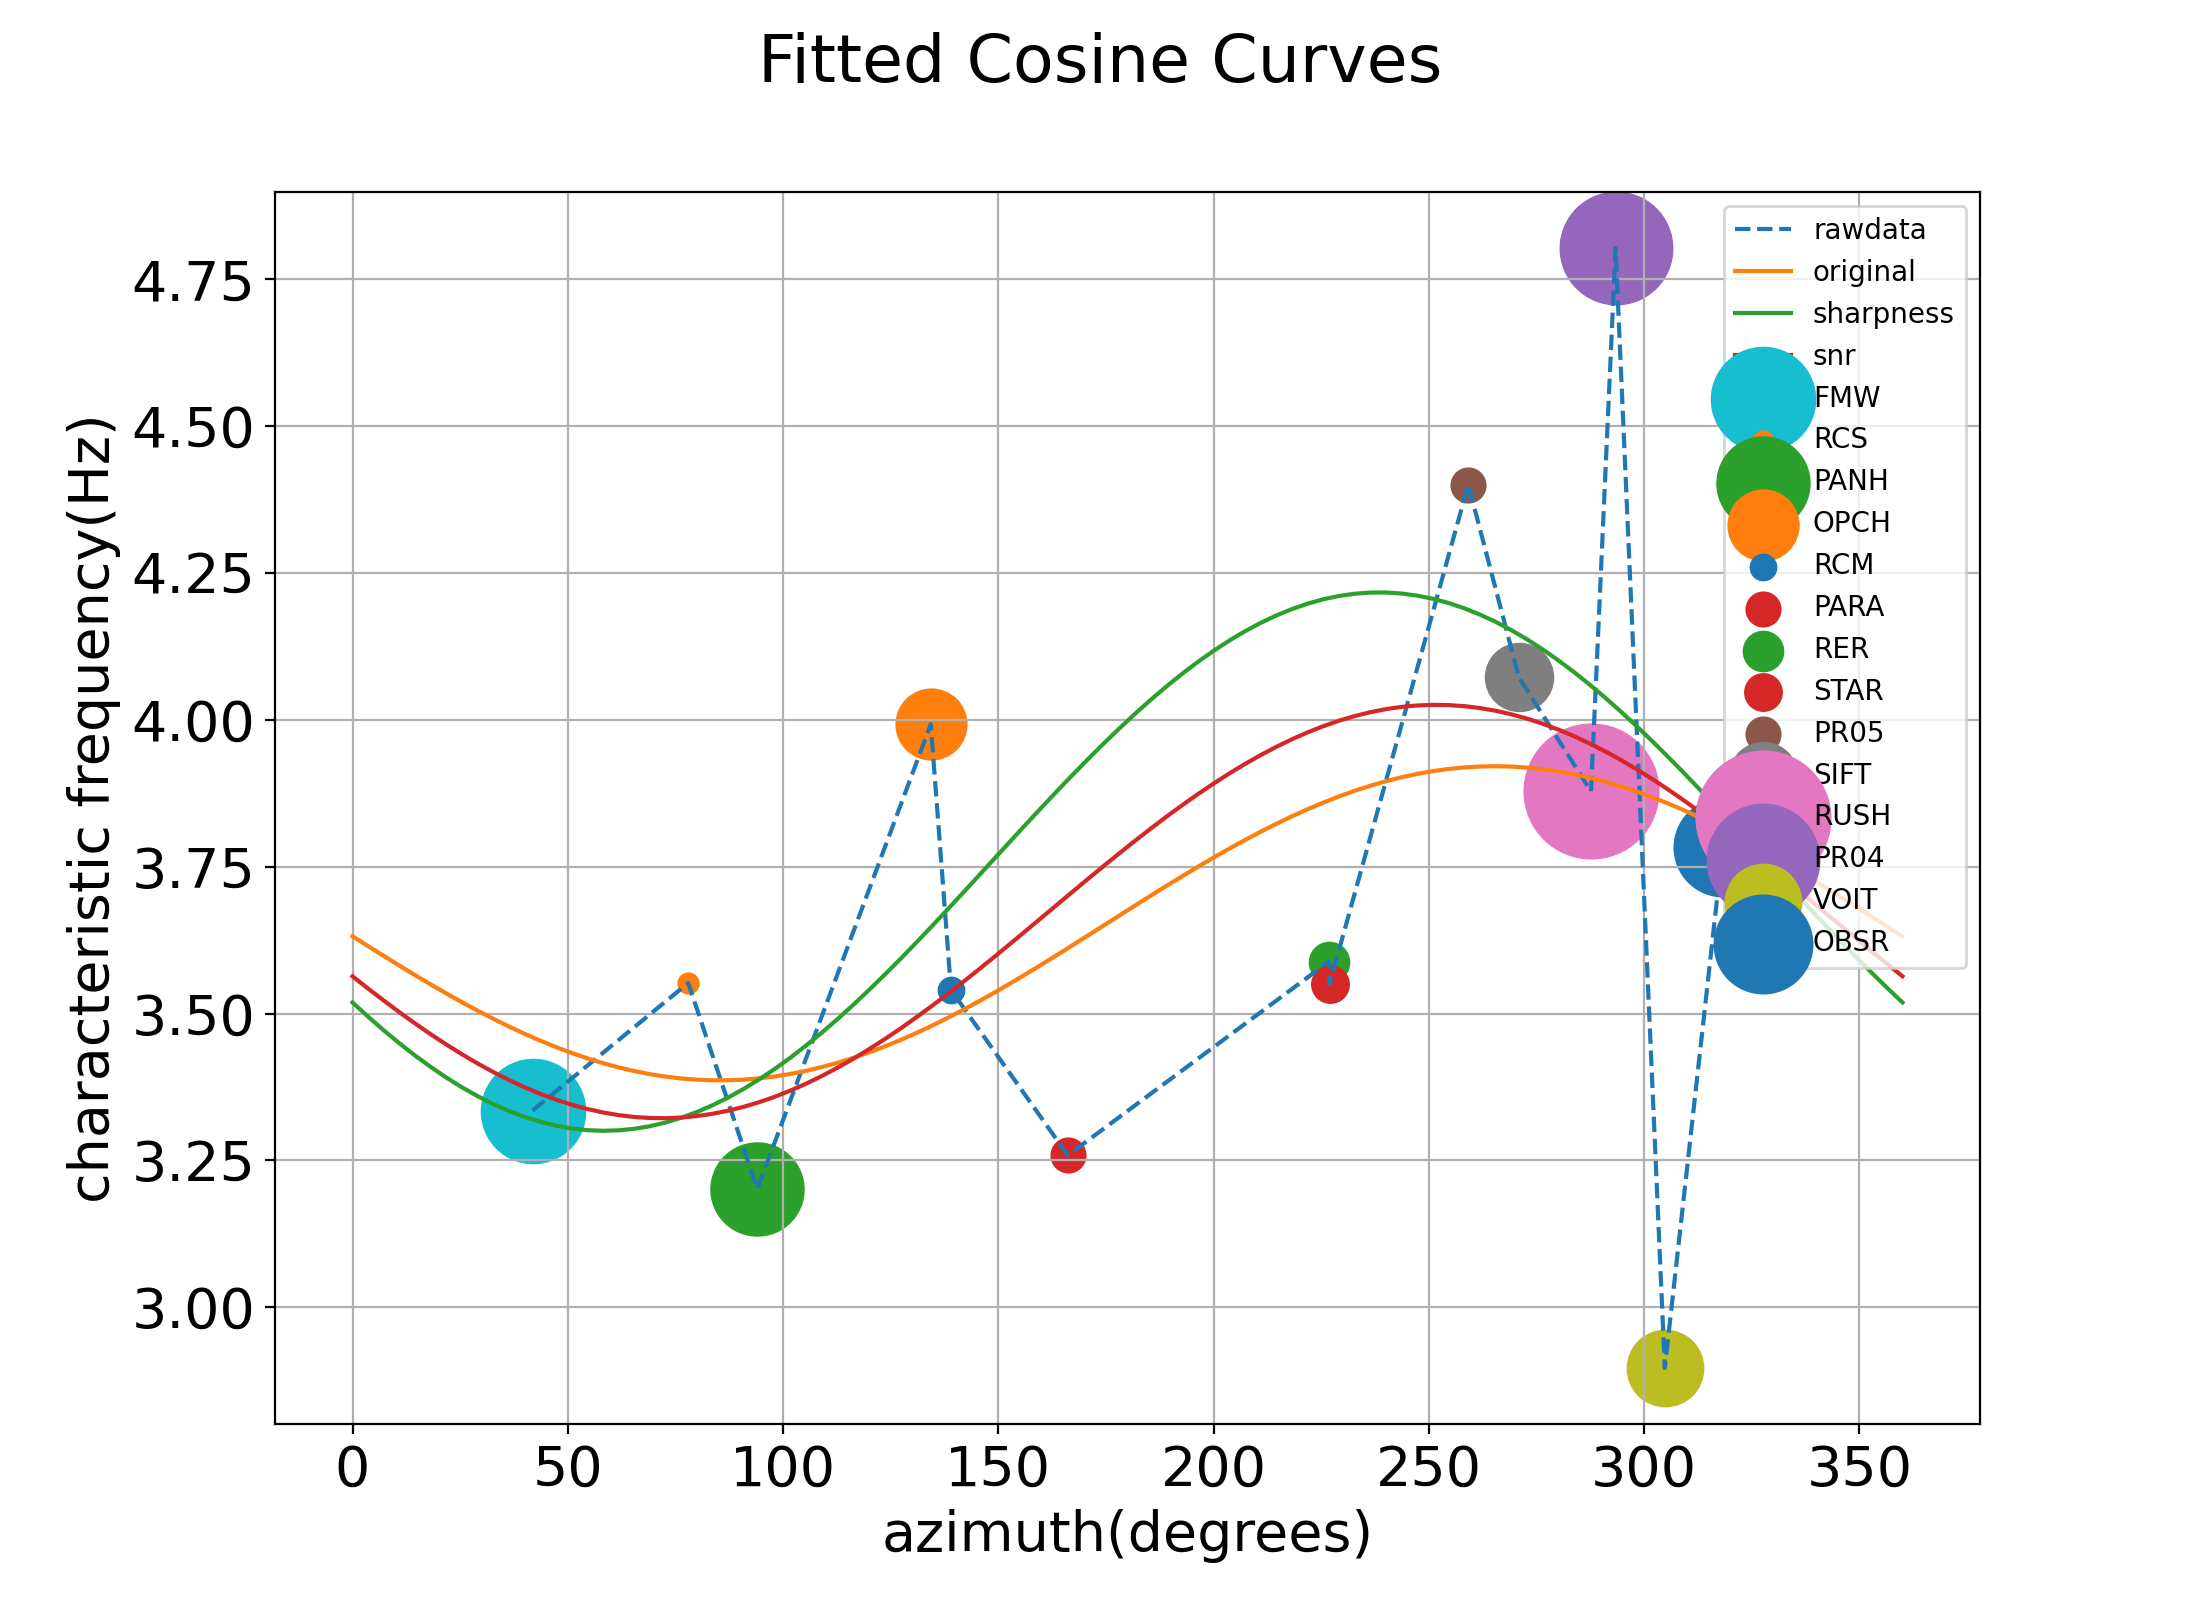 Fitted Cosine Curves
characteristic frequency(Hz)
4.75
4.50
4.25
4.00
3.75
3.50
3.25
3.00
0 50 100 150 200 250 300 350
azimuth(degrees)
rawdata
original
sharpness
snr
FMW
RCS
PANH
OPCH
RCM
PARA
RER
STAR
PR05
SIFT
RUSH
PR04
VOIT
OBSR